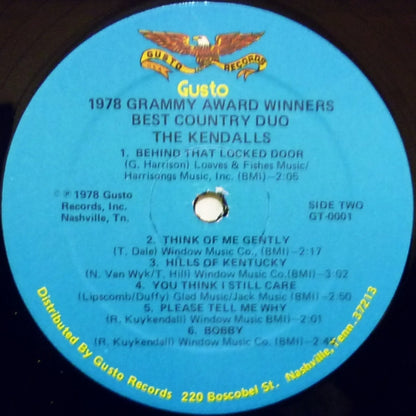 GUSTO RECORDS
Gusto
1978 GRAMMY AWARD WINNERS
BEST COUNTRY DUO
THE KENDALLS
1. BEHIND THAT LOCKED DOOR
(G. Harrison) Loaves & Fishes Music/
Harrisongs Music, Inc. (BMI)—2:05
© ℗ 1978 Gusto
Records, Inc.
Nashville, Tn.
SIDE TWO
GT-0001
2. THINK OF ME GENTLY
(T. Dale) Window Music Co., (BMI)—2:17
3. HILLS OF KENTUCKY
(N. Van Wyk/T. Hill) Window Music Co.(BMI)—3:02
4. YOU THINK I STILL CARE
(Lipscomb/Duffy) Glad Music/Jack Music (BMI)—2:50
5. PLEASE TELL ME WHY
(R. Kuykendall) Window Music BMI)—2:01
6. BOBBY
(R. Kuykendall) Window Music Co. (BMI)—2:4
Distributed By Gusto Records 220 Boscobel St. Nashville, Tenn. 37213